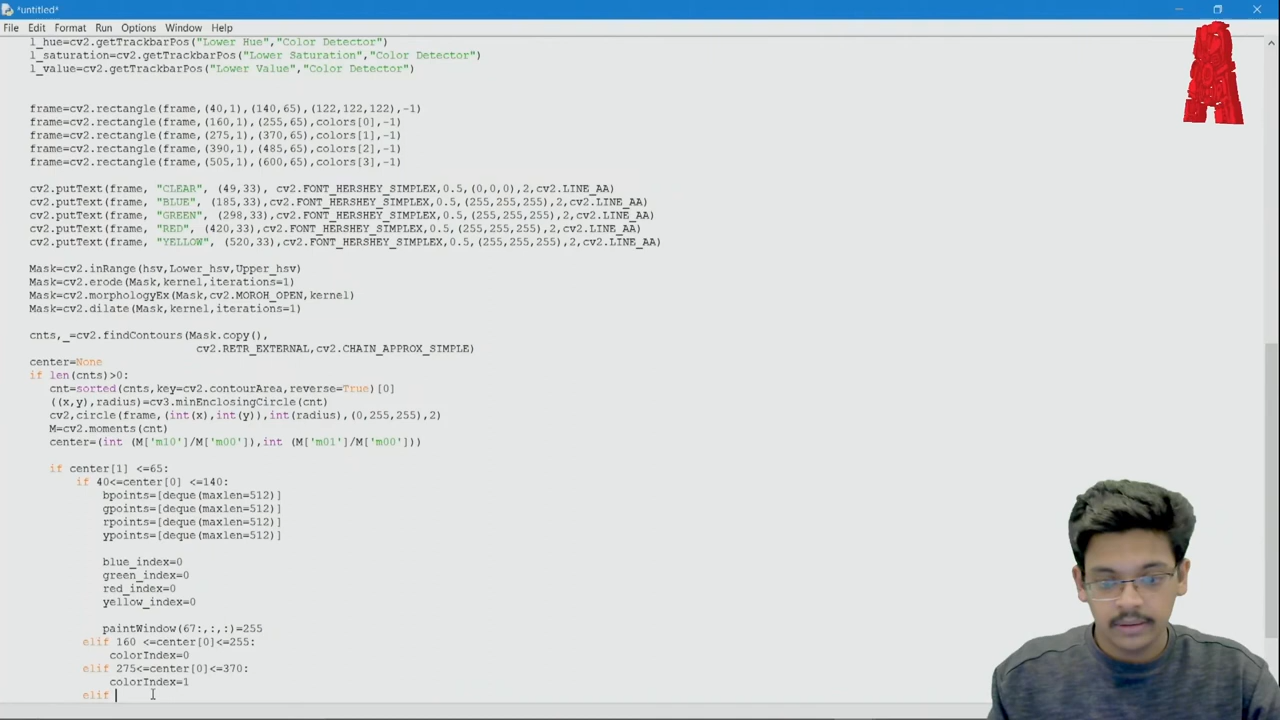 *untitled*
File Edit Format Run Options Window Help
l_hue=cv2.getTrackbarPos("Lower Hue","Color Detector")
l_saturation=cv2.getTrackbarPos("Lower Saturation","Color Detector")
l_value=cv2.getTrackbarPos("Lower Value","Color Detector")
frame=cv2.rectangle(frame,(40,1),(140,65),(122,122,122),-1)
frame=cv2.rectangle(frame,(160,1),(255,65),colors[0],-1)
frame=cv2.rectangle(frame,(275,1),(370,65),colors[1],-1)
frame=cv2.rectangle(frame,(390,1),(485,65),colors[2],-1)
frame=cv2.rectangle(frame,(505,1),(600,65),colors[3],-1)
cv2.putText(frame, "CLEAR", (49,33), cv2.FONT_HERSHEY_SIMPLEX,0.5,(0,0,0),2,cv2.LINE_AA)
cv2.putText(frame, "BLUE", (185,33),cv2.FONT_HERSHEY_SIMPLEX,0.5,(255,255,255),2,cv2.LINE_AA)
cv2.putText(frame, "GREEN", (298,33),cv2.FONT_HERSHEY_SIMPLEX,0.5,(255,255,255),2,cv2.LINE_AA)
cv2.putText(frame, "RED", (420,33),cv2.FONT_HERSHEY_SIMPLEX,0.5,(255,255,255),2,cv2.LINE_AA)
cv2.putText(frame, "YELLOW", (520,33),cv2.FONT_HERSHEY_SIMPLEX,0.5,(255,255,255),2,cv2.LINE_AA)
Mask=cv2.inRange(hsv,Lower_hsv,Upper_hsv)
Mask=cv2.erode(Mask,kernel,iterations=1)
Mask=cv2.morphologyEx(Mask,cv2.MOROH_OPEN,kernel)
Mask=cv2.dilate(Mask,kernel,iterations=1)
cnts,_=cv2.findContours(Mask.copy(),
cv2.RETR_EXTERNAL,cv2.CHAIN_APPROX_SIMPLE)
center=None
if len(cnts)>0:
cnt=sorted(cnts,key=cv2.contourArea,reverse=True)[0]
((x,y),radius)=cv3.minEnclosingCircle(cnt)
cv2,circle(frame,(int(x),int(y)),int(radius),(0,255,255),2)
M=cv2.moments(cnt)
center=(int (M['m10']/M['m00']),int (M['m01']/M['m00']))
if center[1] <=65:
if 40<=center[0] <=140:
bpoints=[deque(maxlen=512)]
gpoints=[deque(maxlen=512)]
rpoints=[deque(maxlen=512)]
ypoints=[deque(maxlen=512)]
blue_index=0
green_index=0
red_index=0
yellow_index=0
paintWindow(67:,:,:)=255
elif 160 <=center[0]<=255:
colorIndex=0
elif 275<=center[0]<=370:
colorIndex=1
elif